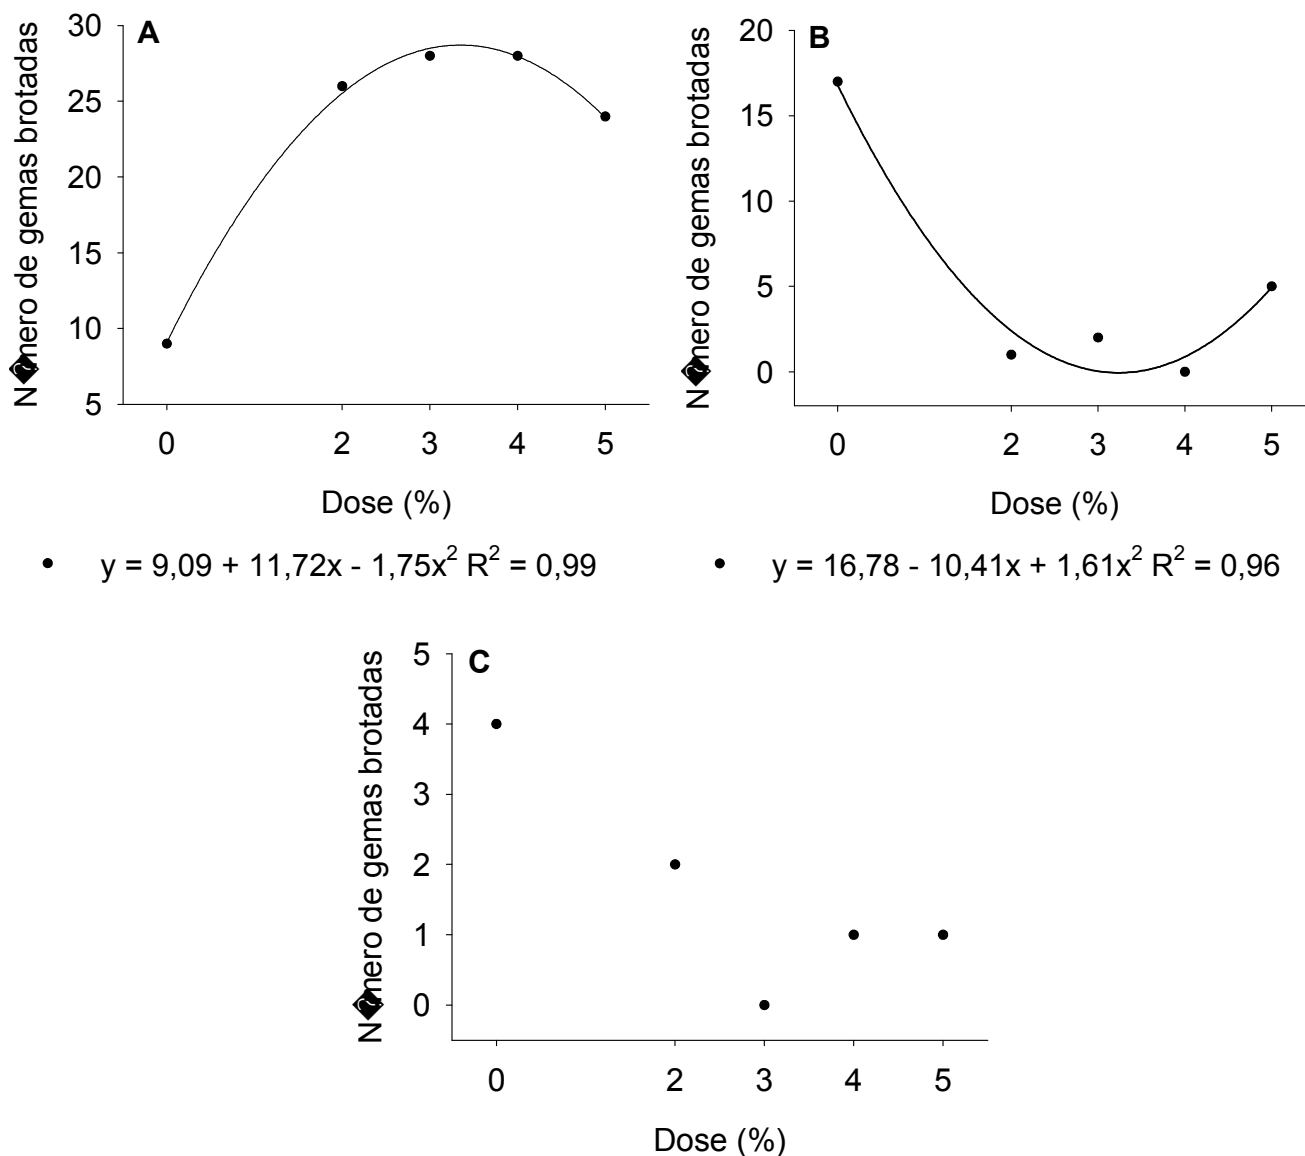 A
Número de gemas brotadas
30
25
20
15
10
5
0 2 3 4 5
Dose (%)
y = 9,09 + 11,72x - 1,75x² R² = 0,99
B
Número de gemas brotadas
20
15
10
5
0
0 2 3 4 5
Dose (%)
y = 16,78 - 10,41x + 1,61x² R² = 0,96
C
Número de gemas brotadas
5
4
3
2
1
0
0 2 3 4 5
Dose (%)